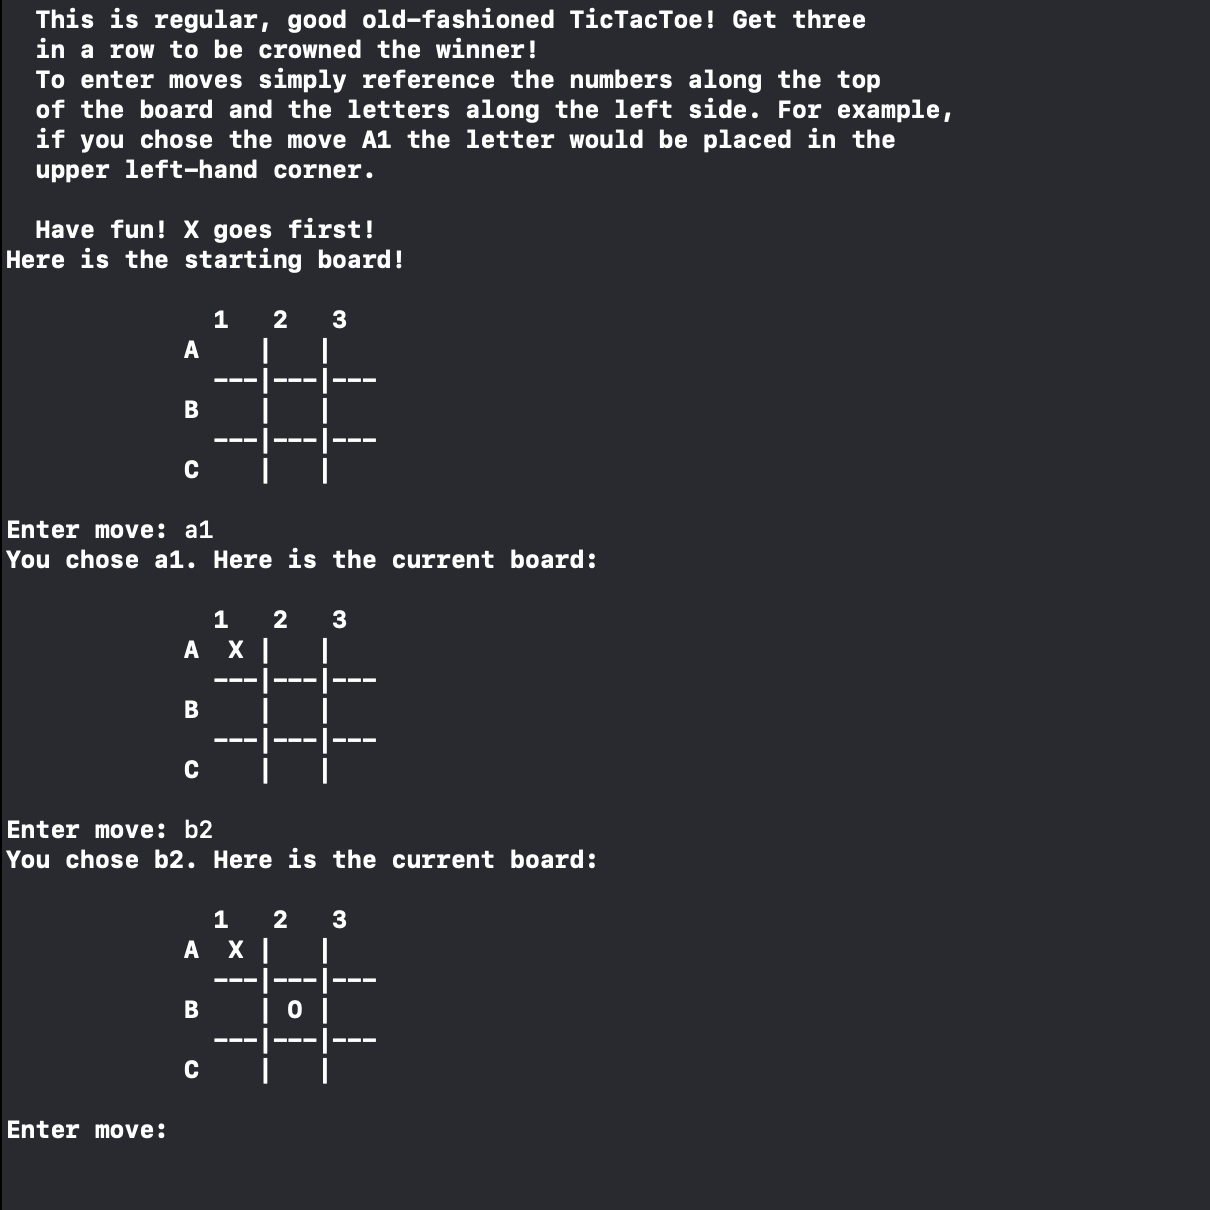 This is regular, good old-fashioned TicTacToe! Get three
in a row to be crowned the winner!
To enter moves simply reference the numbers along the top
of the board and the letters along the left side. For example,
if you chose the move A1 the letter would be placed in the
upper left-hand corner.
Have fun! X goes first!
Here is the starting board!
1 2 3
A | |
---|---|---
B | |
---|---|---
C | |
Enter move: a1
You chose a1. Here is the current board:
1 2 3
A X | |
---|---|---
B | |
---|---|---
C | |
Enter move: b2
You chose b2. Here is the current board:
1 2 3
A X | |
---|---|---
B | O |
---|---|---
C | |
Enter move: